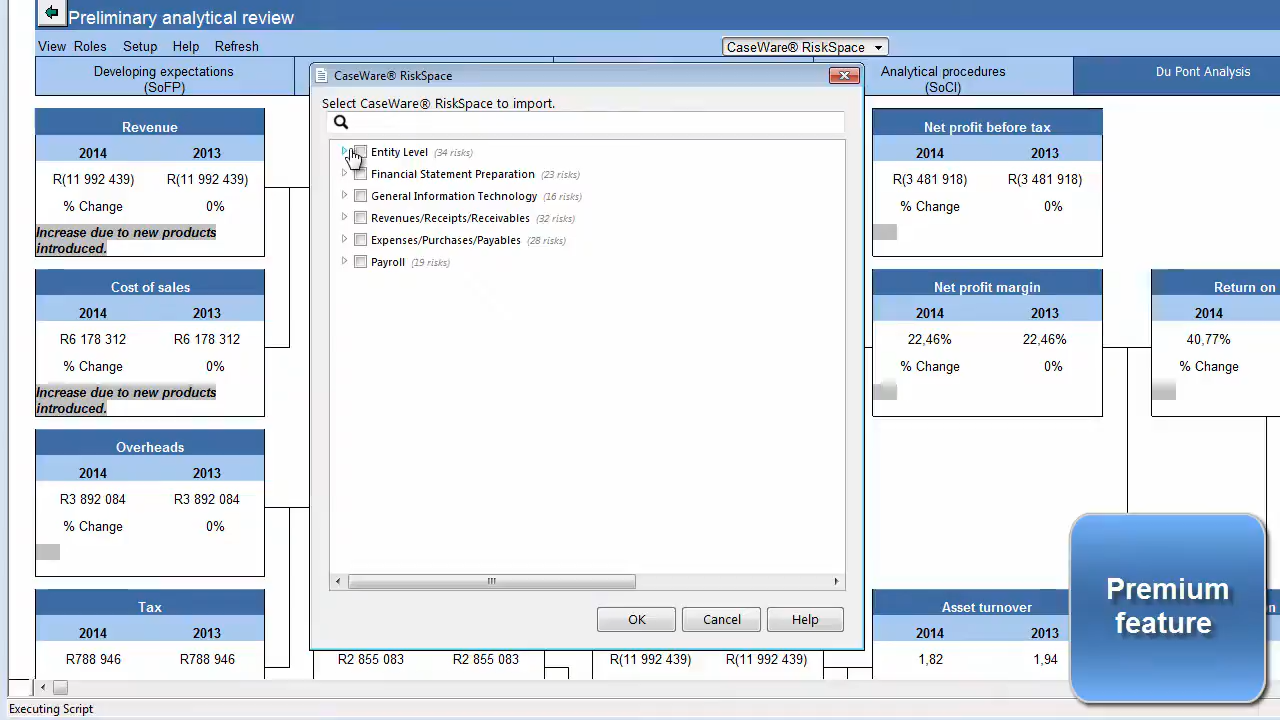 Preliminary analytical review
View Roles Setup Help Refresh
CaseWare® RiskSpace
Developing expectations
(SoFP)
Analytical procedures
(SoCI)
Du Pont Analysis
CaseWare® RiskSpace
Select CaseWare® RiskSpace to import.
Entity Level (34 risks)
Financial Statement Preparation (23 risks)
General Information Technology (16 risks)
Revenues/Receipts/Receivables (32 risks)
Expenses/Purchases/Payables (28 risks)
Payroll (19 risks)
OK Cancel Help
Revenue
2014 2013
R(11 992 439) R(11 992 439)
% Change 0%
Increase due to new products
introduced.
Cost of sales
2014 2013
R6 178 312 R6 178 312
% Change 0%
Increase due to new products
introduced.
Overheads
2014 2013
R3 892 084 R3 892 084
% Change 0%
Tax
2014 2013
R788 946 R788 946
R2 855 083 R2 855 083
R(11 992 439) R(11 992 439)
Net profit before tax
2014 2013
R(3 481 918) R(3 481 918)
% Change 0%
Net profit margin
2014 2013
22,46% 22,46%
% Change 0%
Return on
2014
40,77%
% Change
Asset turnover
2014 2013
1,82 1,94
on
Premium
feature
Executing Script